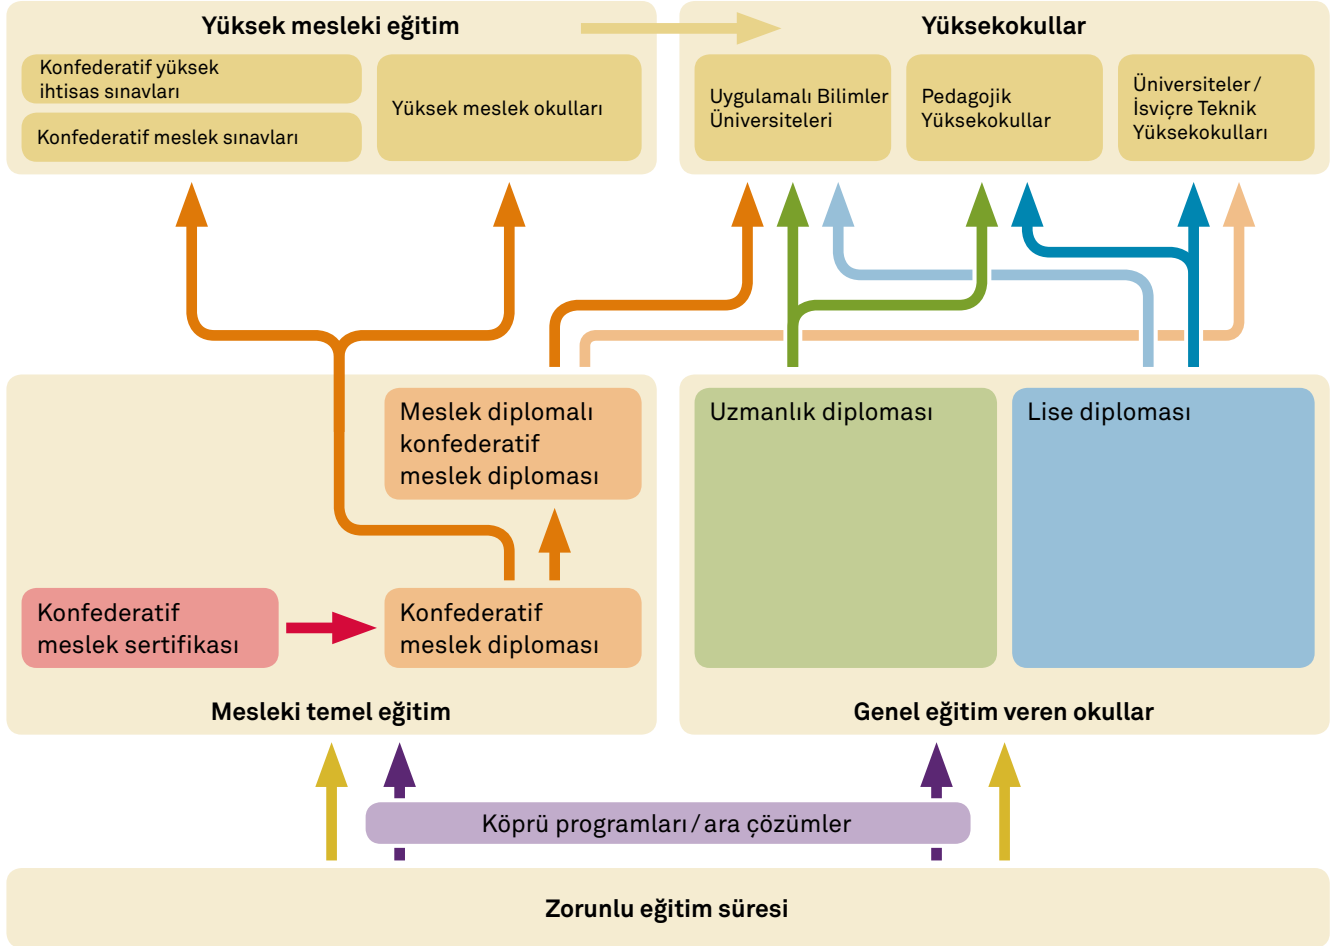 Yüksek mesleki eğitim
Konfederatif yüksek
ihtisas sınavları
Konfederatif meslek sınavları
Yüksek meslek okulları
Yüksekokullar
Uygulamalı Bilimler
Üniversiteleri
Pedagojik
Yüksekokullar
Üniversiteler /
İsviçre Teknik
Yüksekokulları
Meslek diplomalı
konfederatif
meslek diploması
Konfederatif
meslek sertifikası
Konfederatif
meslek diploması
Mesleki temel eğitim
Uzmanlık diploması
Lise diploması
Genel eğitim veren okullar
Köprü programları / ara çözümler
Zorunlu eğitim süresi